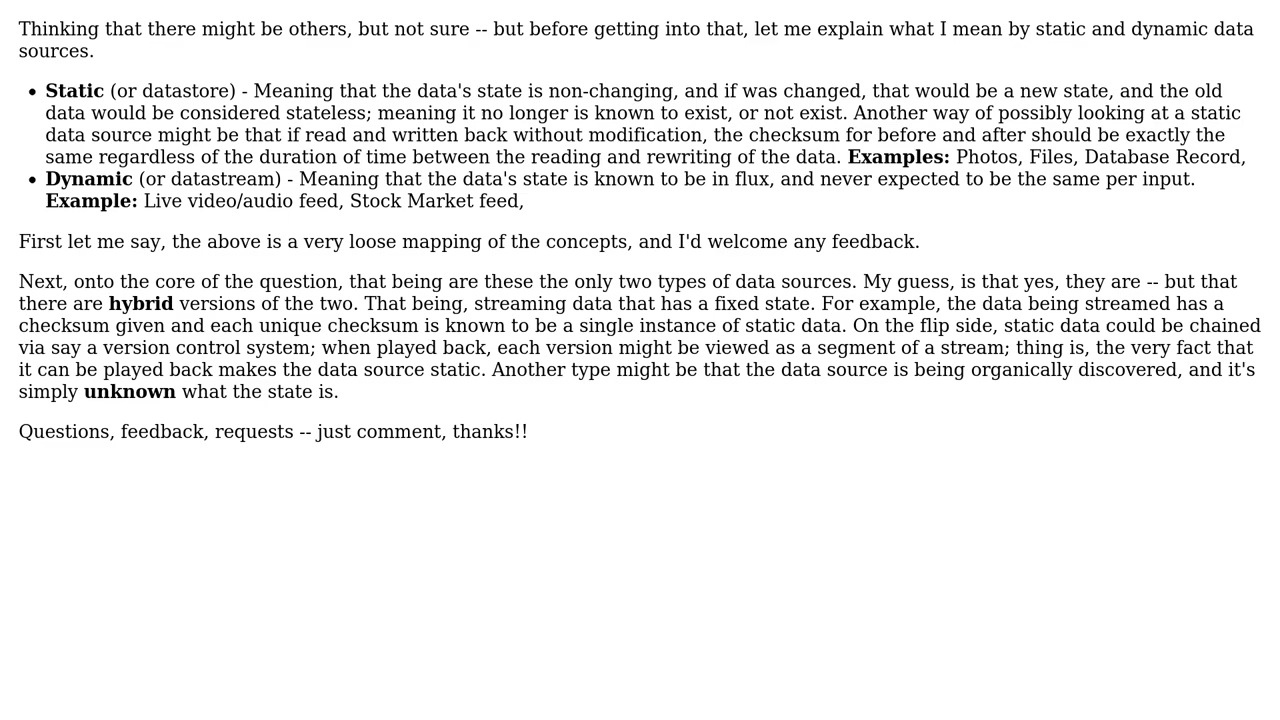 Thinking that there might be others, but not sure -- but before getting into that, let me explain what I mean by static and dynamic data
sources.
• Static (or datastore) - Meaning that the data's state is non-changing, and if was changed, that would be a new state, and the old
data would be considered stateless; meaning it no longer is known to exist, or not exist. Another way of possibly looking at a static
data source might be that if read and written back without modification, the checksum for before and after should be exactly the
same regardless of the duration of time between the reading and rewriting of the data. Examples: Photos, Files, Database Record,
• Dynamic (or datastream) - Meaning that the data's state is known to be in flux, and never expected to be the same per input.
Example: Live video/audio feed, Stock Market feed,
First let me say, the above is a very loose mapping of the concepts, and I'd welcome any feedback.
Next, onto the core of the question, that being are these the only two types of data sources. My guess, is that yes, they are -- but that
there are hybrid versions of the two. That being, streaming data that has a fixed state. For example, the data being streamed has a
checksum given and each unique checksum is known to be a single instance of static data. On the flip side, static data could be chained
via say a version control system; when played back, each version might be viewed as a segment of a stream; thing is, the very fact that
it can be played back makes the data source static. Another type might be that the data source is being organically discovered, and it's
simply unknown what the state is.
Questions, feedback, requests -- just comment, thanks!!